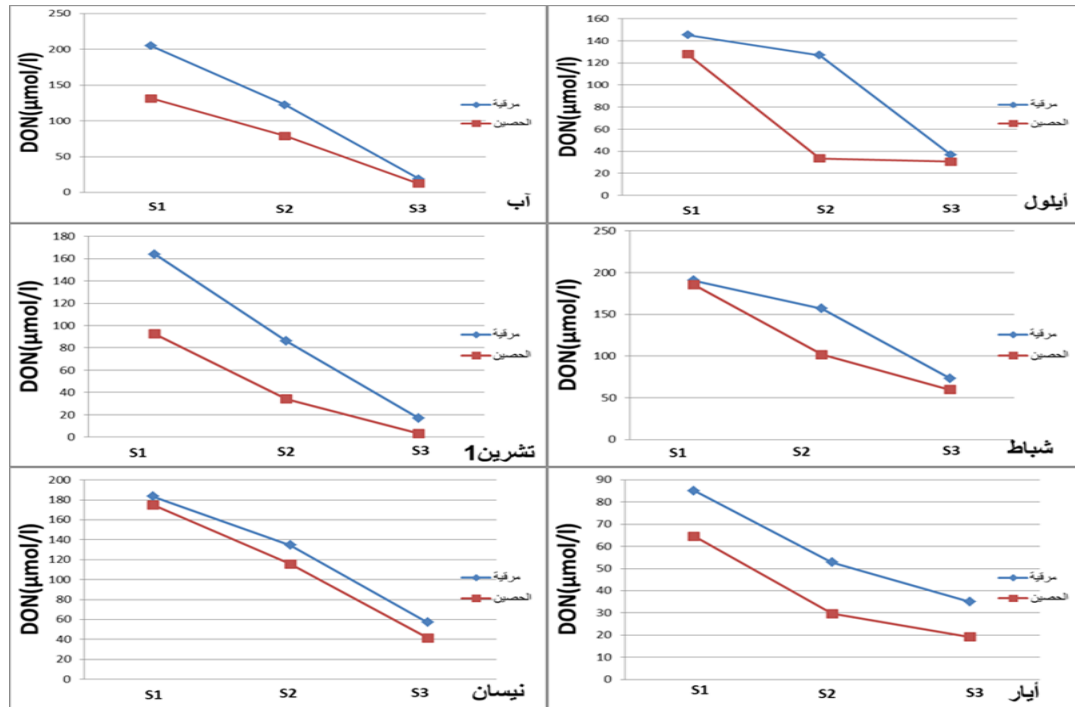 DON(µmol/l)
250
200
150
100
50
0
S1
S2
S3
مرقية
الحصين
آب
DON(µmol/l)
160
140
120
100
80
60
40
20
0
S1
S2
S3
مرقية
الحصين
أيلول
DON(µmol/l)
180
160
140
120
100
80
60
40
20
0
S1
S2
S3
مرقية
الحصين
تشرين1
DON(µmol/l)
250
200
150
100
50
0
S1
S2
S3
مرقية
الحصين
شباط
DON(µmol/l)
200
180
160
140
120
100
80
60
40
20
0
S1
S2
S3
مرقية
الحصين
نيسان
DON(µmol/l)
90
80
70
60
50
40
30
20
10
0
S1
S2
S3
مرقية
الحصين
أيار